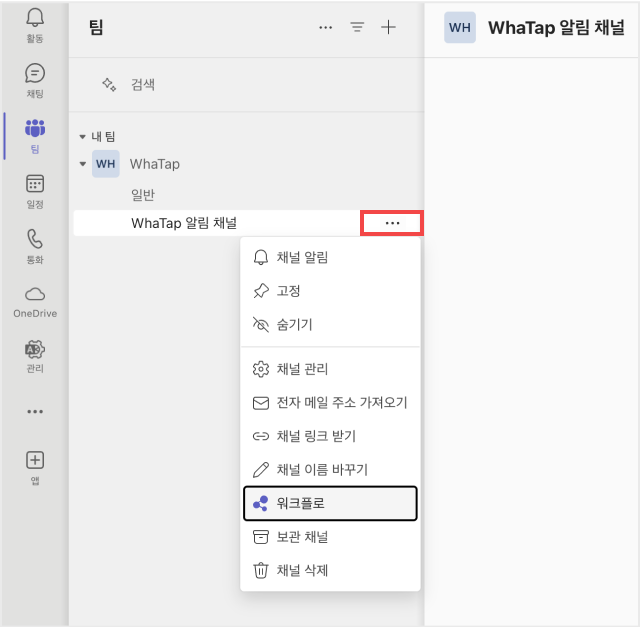 활동
채팅
팀
일정
통화
OneDrive
관리
앱
팀
검색
내 팀
WH WhaTap
일반
WhaTap 알림 채널
채널 알림
고정
숨기기
채널 관리
전자 메일 주소 가져오기
채널 링크 받기
채널 이름 바꾸기
워크플로
보관 채널
채널 삭제
WH WhaTap 알림 채널